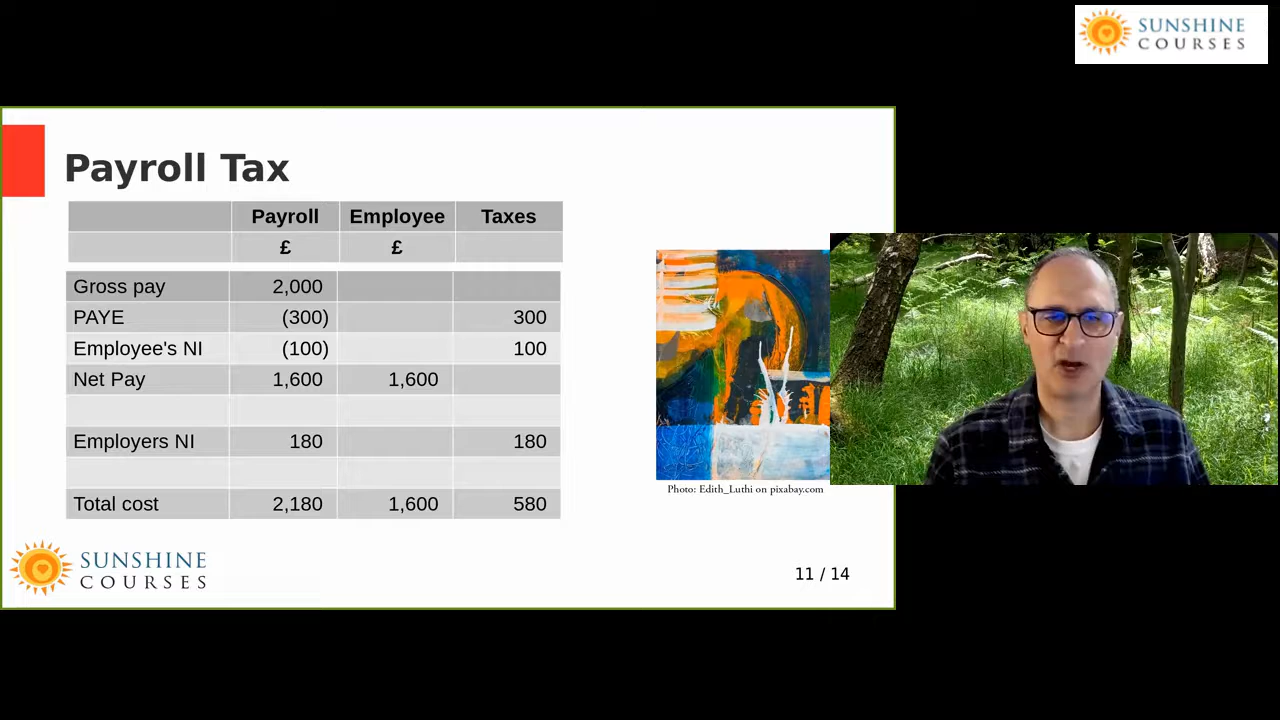 SUNSHINE
COURSES
Payroll Tax
Payroll Employee Taxes
£ £
Gross pay 2,000
PAYE (300) 300
Employee's NI (100) 100
Net Pay 1,600 1,600
Employers NI 180 180
Total cost 2,180 1,600 580
Photo: Edith_Luthi on pixabay.com
SUNSHINE
COURSES
11 / 14